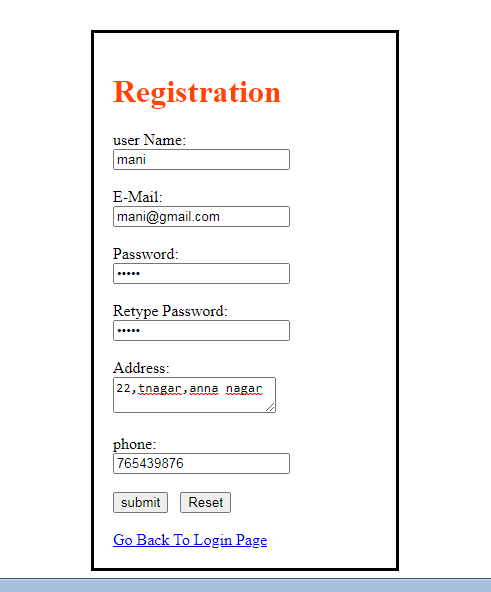 Registration
user Name:
mani
E-Mail:
mani@gmail.com
Password:
•••••
Retype Password:
•••••
Address:
22,tnagar,anna nagar
phone:
765439876
submit Reset
Go Back To Login Page